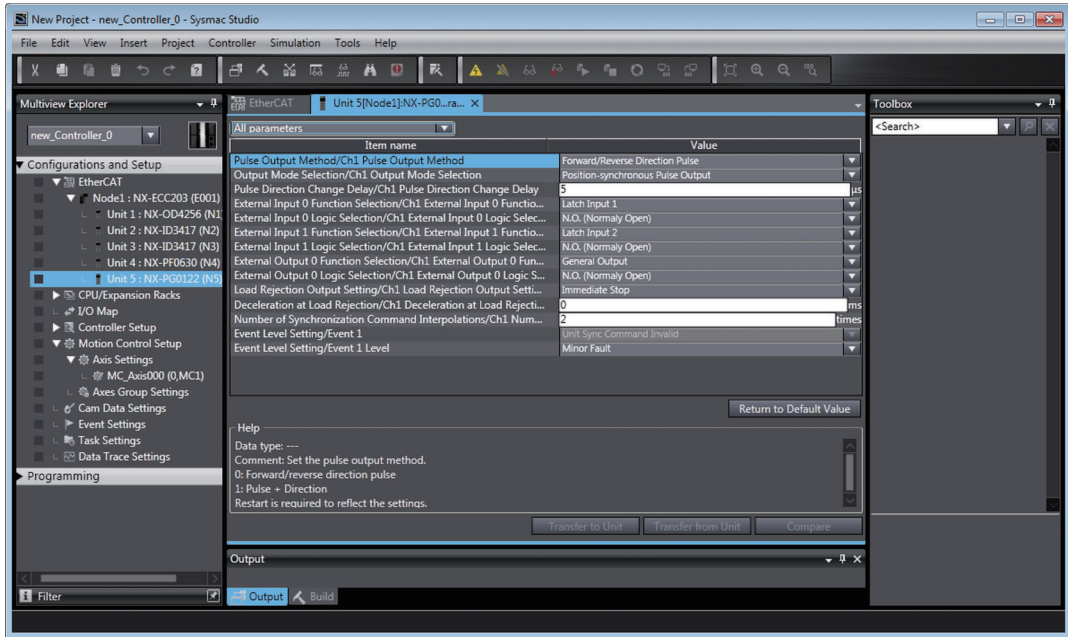 New Project - new_Controller_0 - Sysmac Studio
File Edit View Insert Project Controller Simulation Tools Help
Multiview Explorer
new_Controller_0
Configurations and Setup
EtherCAT
Node1 : NX-ECC203 (E001)
Unit 1 : NX-OD4256 (N1
Unit 2 : NX-ID3417 (N2)
Unit 3 : NX-ID3417 (N3)
Unit 4 : NX-PF0630 (N4)
Unit 5 : NX-PG0122 (N5)
CPU/Expansion Racks
I/O Map
Controller Setup
Motion Control Setup
Axis Settings
MC_Axis000 (0,MC1)
Axes Group Settings
Cam Data Settings
Event Settings
Task Settings
Data Trace Settings
Programming
Filter
EtherCAT Unit 5[Node1]:NX-PG0...ra...
All parameters
Item name Value
Pulse Output Method/Ch1 Pulse Output Method Forward/Reverse Direction Pulse
Output Mode Selection/Ch1 Output Mode Selection Position-synchronous Pulse Output
Pulse Direction Change Delay/Ch1 Pulse Direction Change Delay 5 µs
External Input 0 Function Selection/Ch1 External Input 0 Functio... Latch Input 1
External Input 0 Logic Selection/Ch1 External Input 0 Logic Selec... N.O. (Normaly Open)
External Input 1 Function Selection/Ch1 External Input 1 Functio... Latch Input 2
External Input 1 Logic Selection/Ch1 External Input 1 Logic Selec... N.O. (Normaly Open)
External Output 0 Function Selection/Ch1 External Output 0 Fun... General Output
External Output 0 Logic Selection/Ch1 External Output 0 Logic S... N.O. (Normaly Open)
Load Rejection Output Setting/Ch1 Load Rejection Output Setti... Immediate Stop
Deceleration at Load Rejection/Ch1 Deceleration at Load Rejecti... 0 ms
Number of Synchronization Command Interpolations/Ch1 Num... 2 times
Event Level Setting/Event 1 Unit Sync Command Invalid
Event Level Setting/Event 1 Level Minor Fault
Return to Default Value
Help
Data type: ---
Comment: Set the pulse output method.
0: Forward/reverse direction pulse
1: Pulse + Direction
Restart is required to reflect the settings.
Transfer to Unit Transfer from Unit Compare
Output
Output Build
Toolbox
<Search>